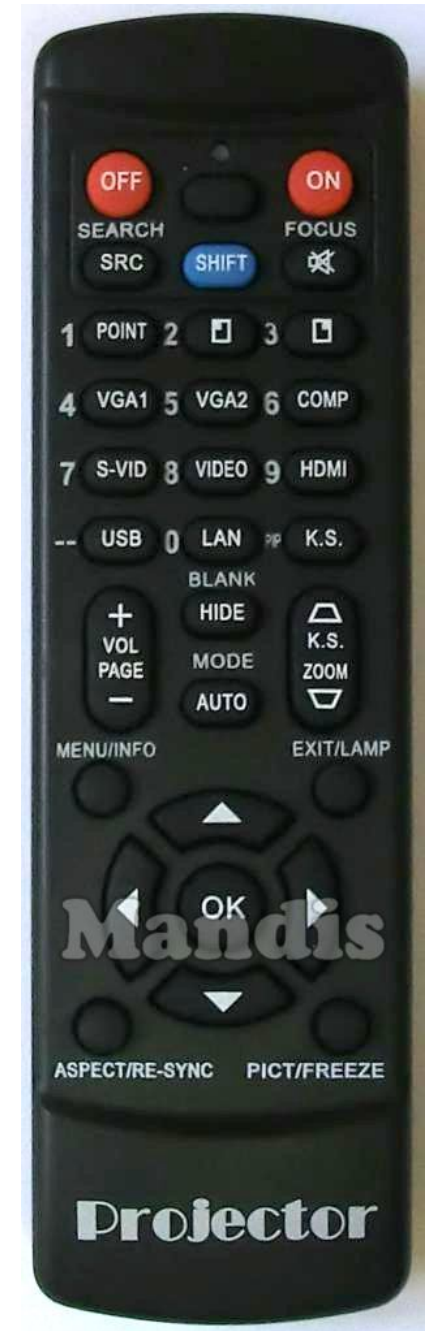 OFF ON
SEARCH FOCUS
SRC SHIFT
1 POINT 2 3
4 VGA1 5 VGA2 6 COMP
7 S-VID 8 VIDEO 9 HDMI
-- USB 0 LAN PIP K.S.
BLANK
+ HIDE
VOL K.S.
PAGE MODE ZOOM
- AUTO
MENU/INFO EXIT/LAMP
OK
Mandis
ASPECT/RE-SYNC PICT/FREEZE
Projector